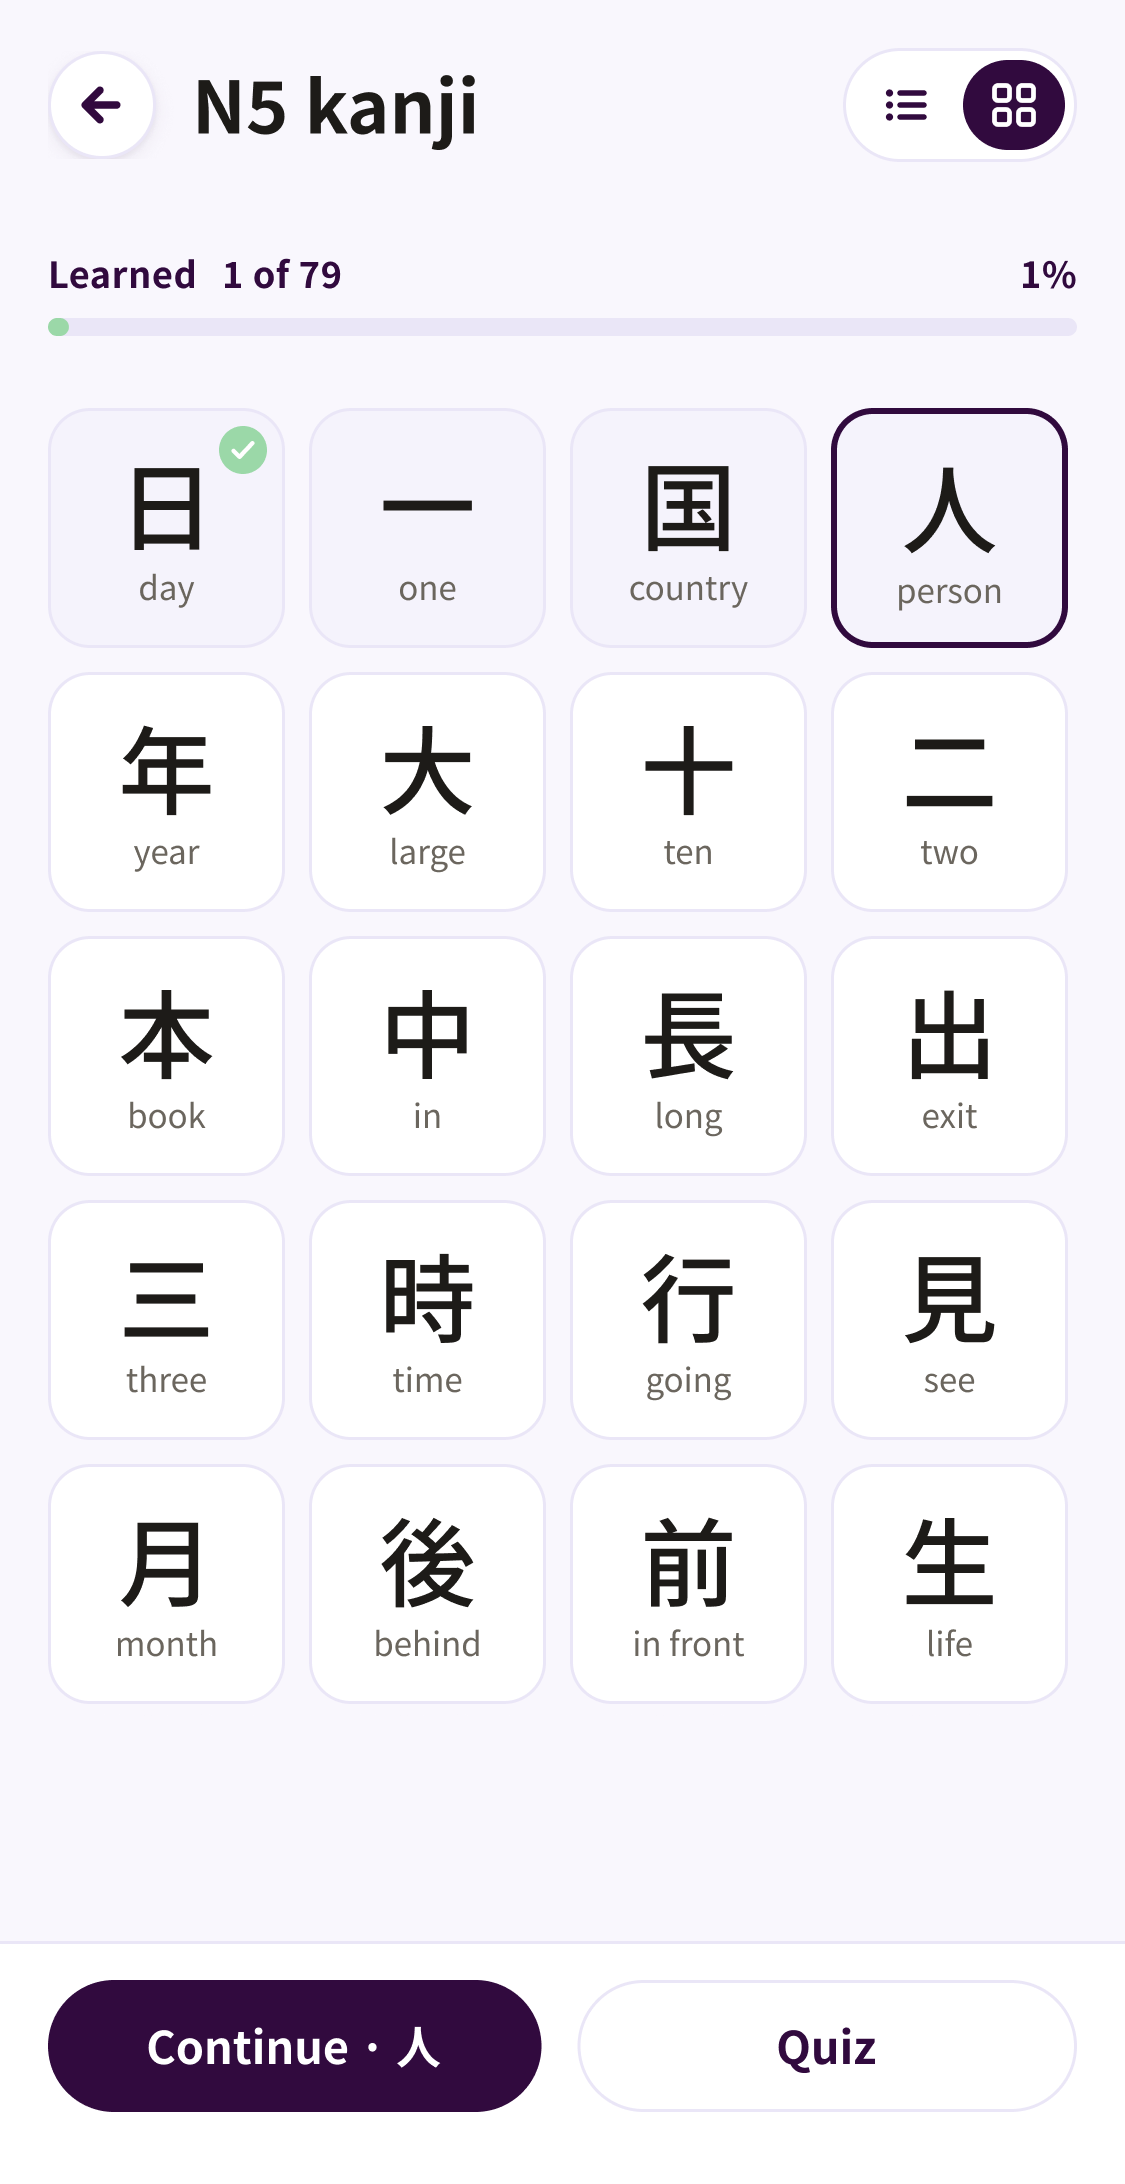 N5 kanji
Learned 1 of 79 1%
日 一 国 人
day one country person
年 大 十 二
year large ten two
本 中 長 出
book in long exit
三 時 行 見
three time going see
月 後 前 生
month behind in front life
Continue · 人 Quiz